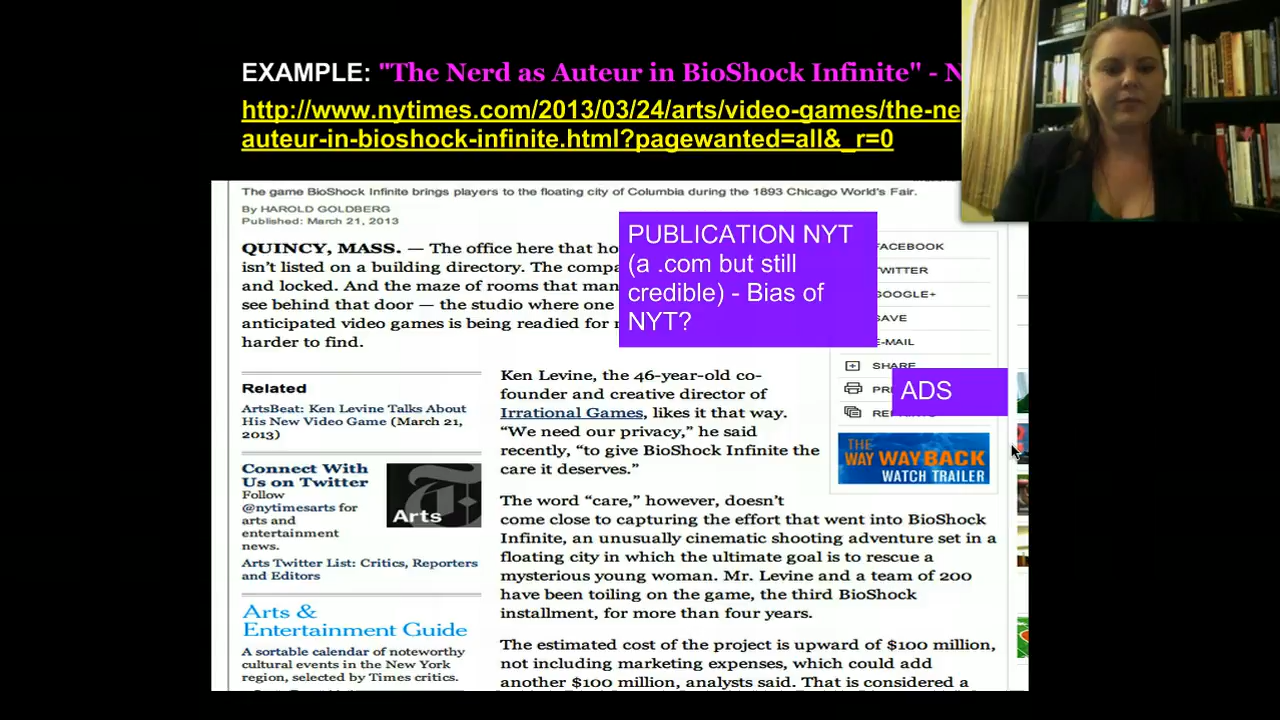 EXAMPLE: "The Nerd as Auteur in BioShock Infinite" - N
http://www.nytimes.com/2013/03/24/arts/video-games/the-ne
auteur-in-bioshock-infinite.html?pagewanted=all&_r=0
The game BioShock Infinite brings players to the floating city of Columbia during the 1893 Chicago World's Fair.
By HAROLD GOLDBERG
Published: March 21, 2013
QUINCY, MASS. — The office here that ho
isn't listed on a building directory. The compa
and locked. And the maze of rooms that man
see behind that door — the studio where one
anticipated video games is being readied for
harder to find.
PUBLICATION NYT
(a .com but still
credible) - Bias of
NYT?
FACEBOOK
TWITTER
GOOGLE+
SAVE
E-MAIL
SHARE
ADS
THE
WAY WAY BACK
WATCH TRAILER
Related
ArtsBeat: Ken Levine Talks About
His New Video Game (March 21,
2013)
Connect With
Us on Twitter
Follow
@nytimesarts for
arts and
entertainment
news.
Arts
Arts Twitter List: Critics, Reporters
and Editors
Arts &
Entertainment Guide
A sortable calendar of noteworthy
cultural events in the New York
region, selected by Times critics.
Ken Levine, the 46-year-old co-
founder and creative director of
Irrational Games, likes it that way.
“We need our privacy,” he said
recently, “to give BioShock Infinite the
care it deserves.”
The word “care,” however, doesn't
come close to capturing the effort that went into BioShock
Infinite, an unusually cinematic shooting adventure set in a
floating city in which the ultimate goal is to rescue a
mysterious young woman. Mr. Levine and a team of 200
have been toiling on the game, the third BioShock
installment, for more than four years.
The estimated cost of the project is upward of $100 million,
not including marketing expenses, which could add
another $100 million, analysts said. That is considered a